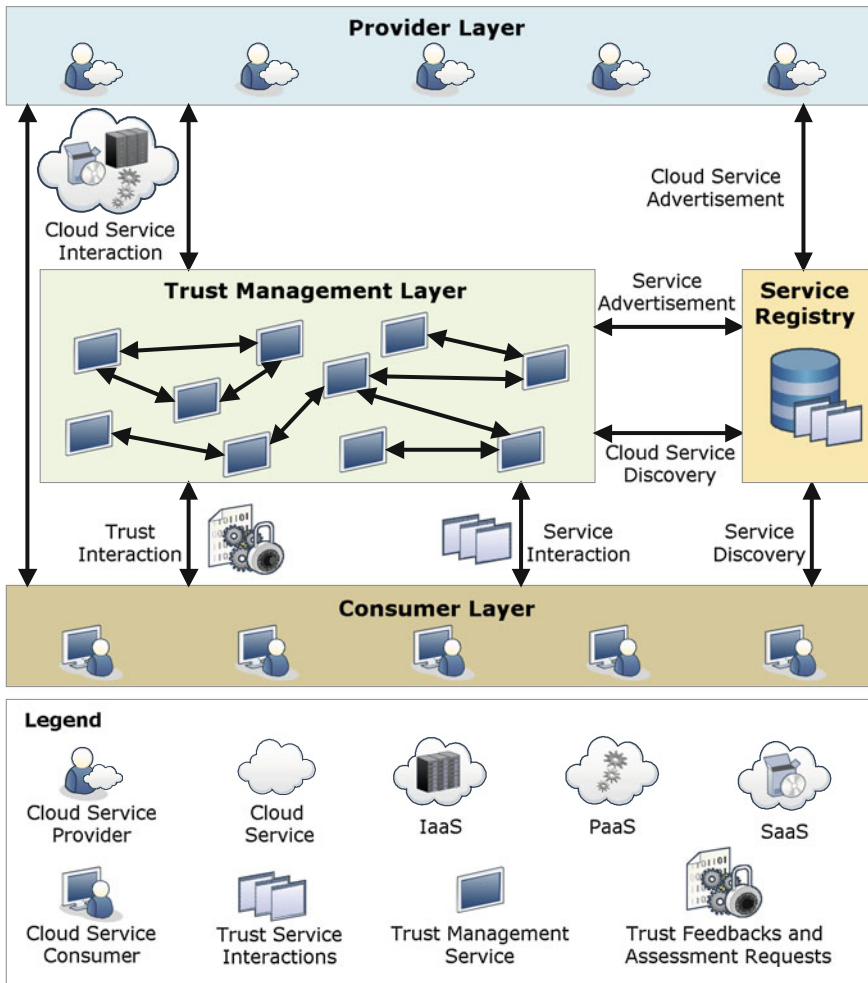 Provider Layer
Cloud Service
Interaction
Cloud Service
Advertisement
Trust Management Layer
Service
Advertisement
Service
Registry
Cloud Service
Discovery
Trust
Interaction
Service
Interaction
Service
Discovery
Consumer Layer
Legend
Cloud Service
Provider
Cloud
Service
IaaS
PaaS
SaaS
Cloud Service
Consumer
Trust Service
Interactions
Trust Management
Service
Trust Feedbacks and
Assessment Requests